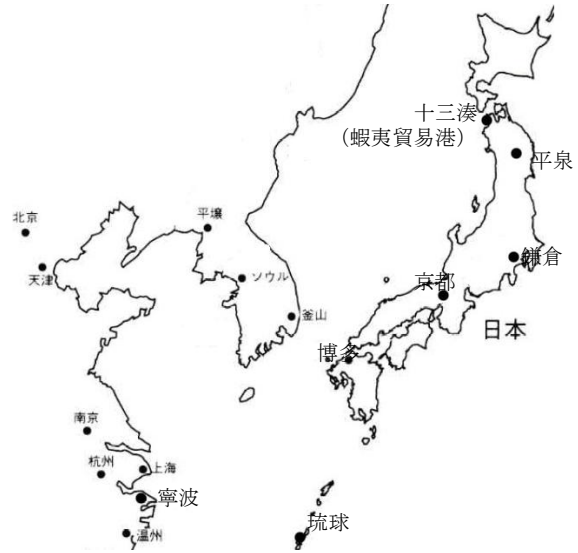 十三湊
（蝦夷貿易港）
平泉
北京
平壌
天津
ソウル
鎌倉
京都
釜山
日本
博多
南京
杭州
上海
寧波
琉球
温州